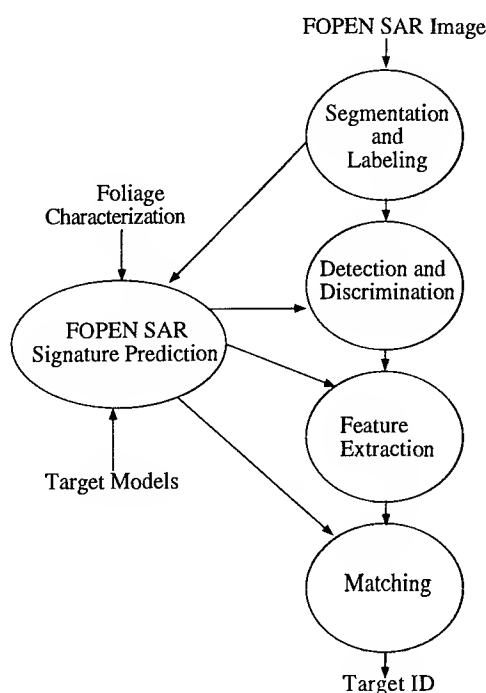 FOPEN SAR Image
Segmentation
and
Labeling
Foliage
Characterization
Detection and
Discrimination
FOPEN SAR
Signature Prediction
Feature
Extraction
Target Models
Matching
Target ID